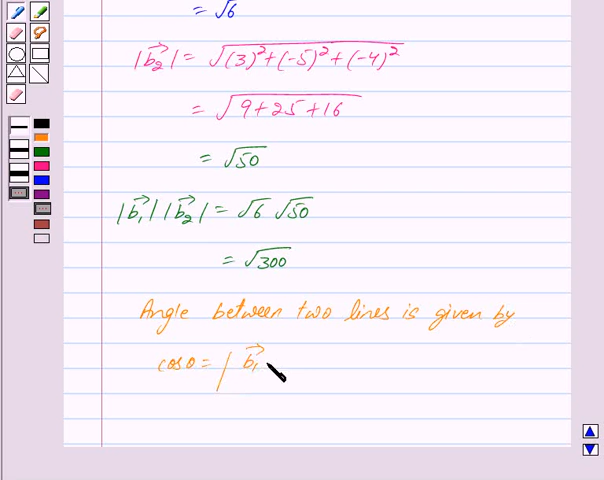 = √6
|b₂⃗| = √(3)²+(-5)²+(-4)²
= √9+25+16
= √50
|b₁⃗| |b₂⃗| = √6 √50
= √300
Angle between two lines is given by
cosθ = | b₁⃗